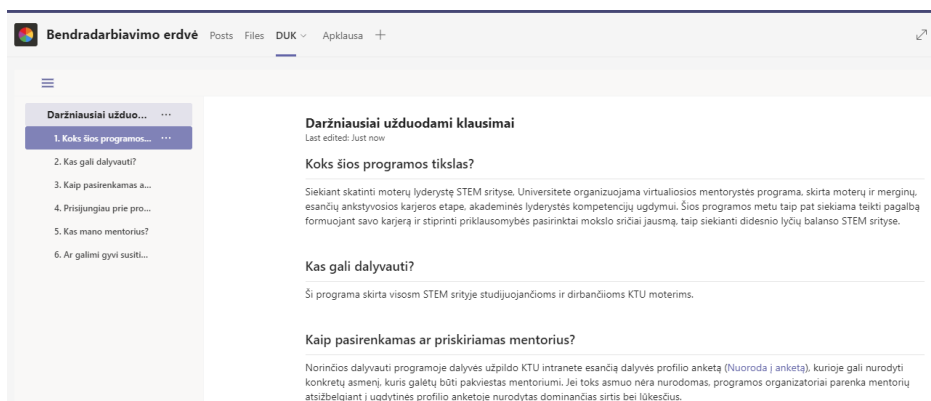 Bendradarbiavimo erdvė Posts Files DUK Apklausa +
Daržniausiai užduo... ...
1. Koks šios programos... ...
2. Kas gali dalyvauti?
3. Kaip pasirenkamas a...
4. Prisijungiau prie pro...
5. Kas mano mentorius?
6. Ar galimi gyvi susiti...
Daržniausiai užduodami klausimai
Last edited: Just now
Koks šios programos tikslas?
Siekiant skatinti moterų lyderystę STEM srityse, Universitete organizuojama virtualiosios mentorystės programa, skirta moterų ir merginų,
esančių ankstyvosios karjeros etape, akademinės lyderystės kompetencijų ugdymui. Šios programos metu taip pat siekiama teikti pagalbą
formuojant savo karjerą ir stiprinti priklausomybės pasirinktai mokslo sričiai jausmą, taip siekianti didesnio lyčių balanso STEM srityse.
Kas gali dalyvauti?
Ši programa skirta visosm STEM srityje studijuojančioms ir dirbančiioms KTU moterims.
Kaip pasirenkamas ar priskiriamas mentorius?
Norinčios dalyvauti programoje dalyvės užpildo KTU intranete esančią dalyvės profilio anketą (Nuoroda į anketą), kurioje gali nurodyti
konkretų asmenį, kuris galėtų būti pakviestas mentoriumi. Jei toks asmuo nėra nurodomas, programos organizatoriai parenka mentorių
atsižbelgiant į ugdytinės profilio anketoje nurodytas dominančias sirtis bei lūkesčius.